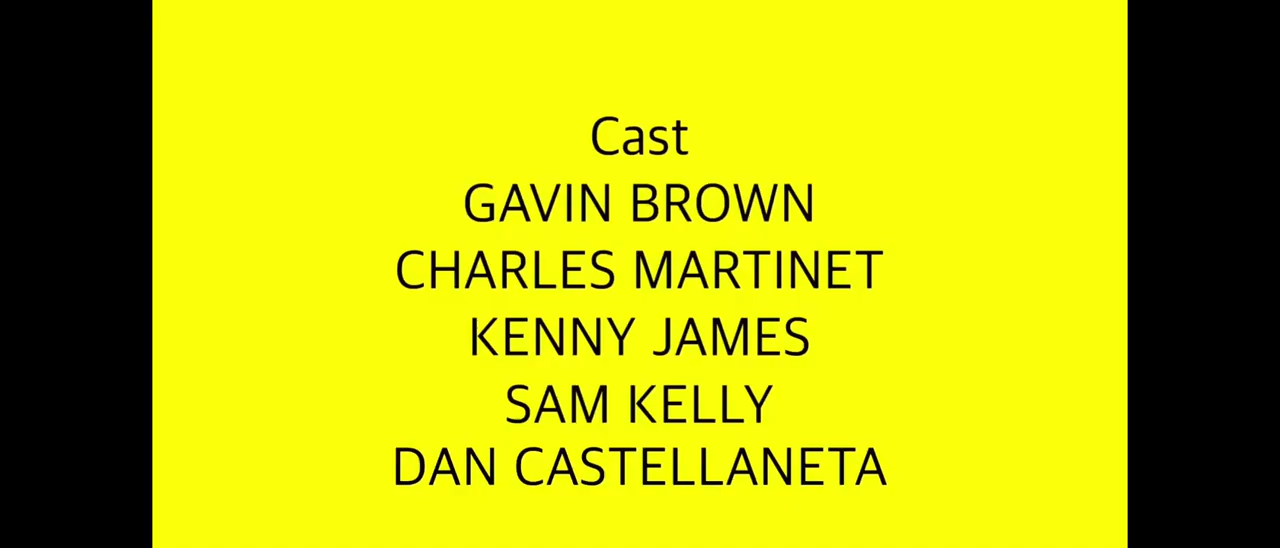 Cast
GAVIN BROWN
CHARLES MARTINET
KENNY JAMES
SAM KELLY
DAN CASTELLANETA